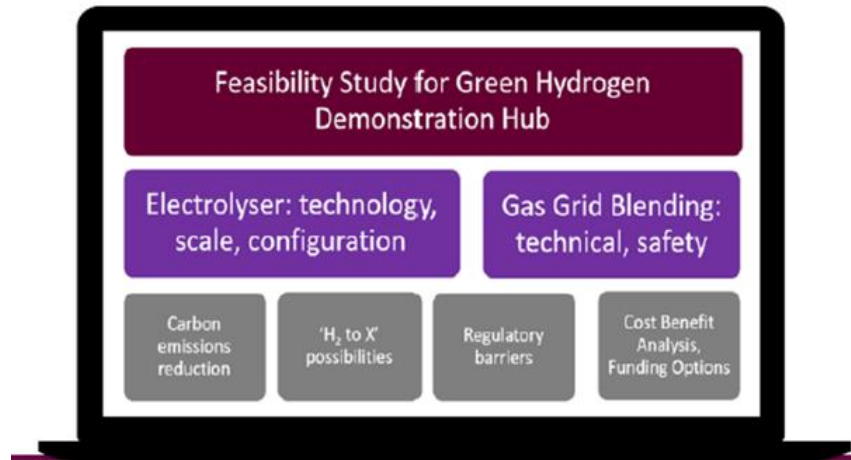 Feasibility Study for Green Hydrogen
Demonstration Hub
Electrolyser: technology,
scale, configuration
Gas Grid Blending:
technical, safety
Carbon
emissions
reduction
‘H₂ to X’
possibilities
Regulatory
barriers
Cost Benefit
Analysis,
Funding Options